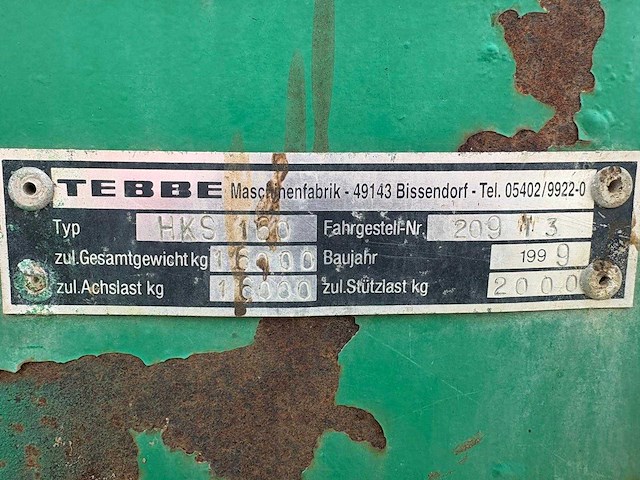 TEBBE Maschinenfabrik - 49143 Bissendorf - Tel. 05402/9922-0
Typ HKS 160 Fahrgestell-Nr.
zul.Gesamtgewicht kg Baujahr 1999
zul.Achslast kg zul.Stützlast kg 2000